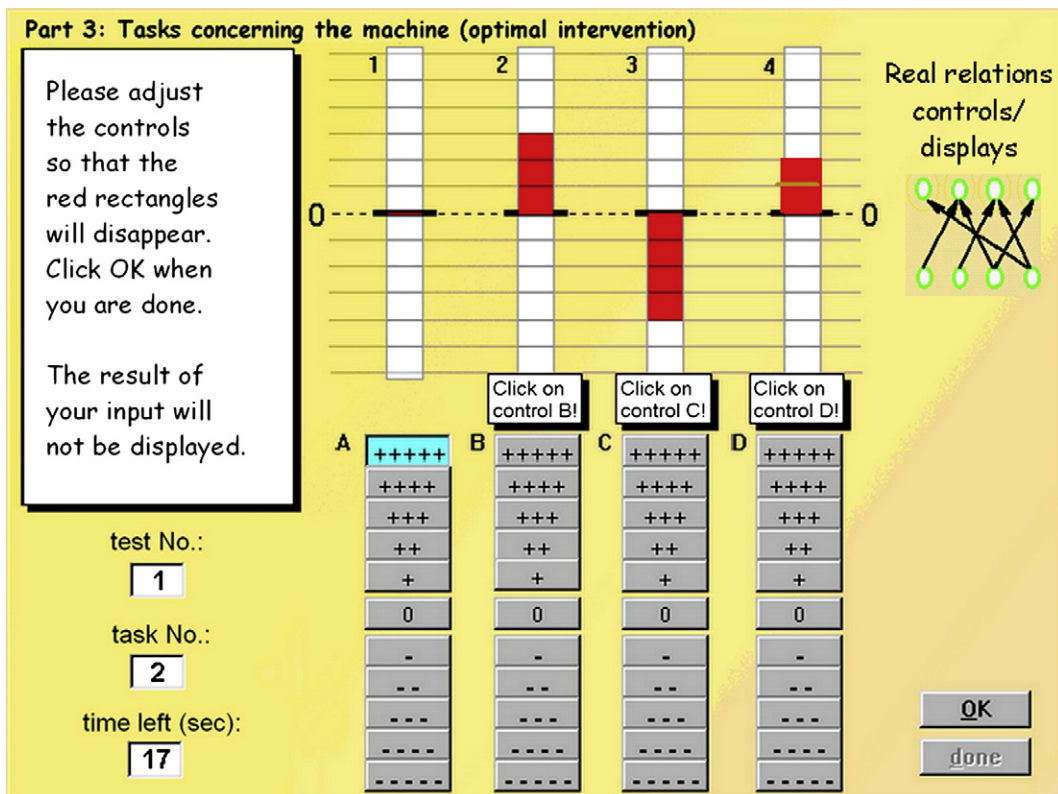 Part 3: Tasks concerning the machine (optimal intervention)
Please adjust
the controls
so that the
red rectangles
will disappear.
Click OK when
you are done.
The result of
your input will
not be displayed.
1 2 3 4
0 0
Real relations
controls/
displays
Click on
control B!
Click on
control C!
Click on
control D!
A B C D
+++++ +++++ +++++ +++++
++++ ++++ ++++ ++++
+++ +++ +++ +++
++ ++ ++ ++
+ + + +
0 0 0 0
- - - -
-- -- -- --
--- --- --- ---
---- ---- ---- ----
----- ----- ----- -----
test No.:
1
task No.:
2
time left (sec):
17
OK
done